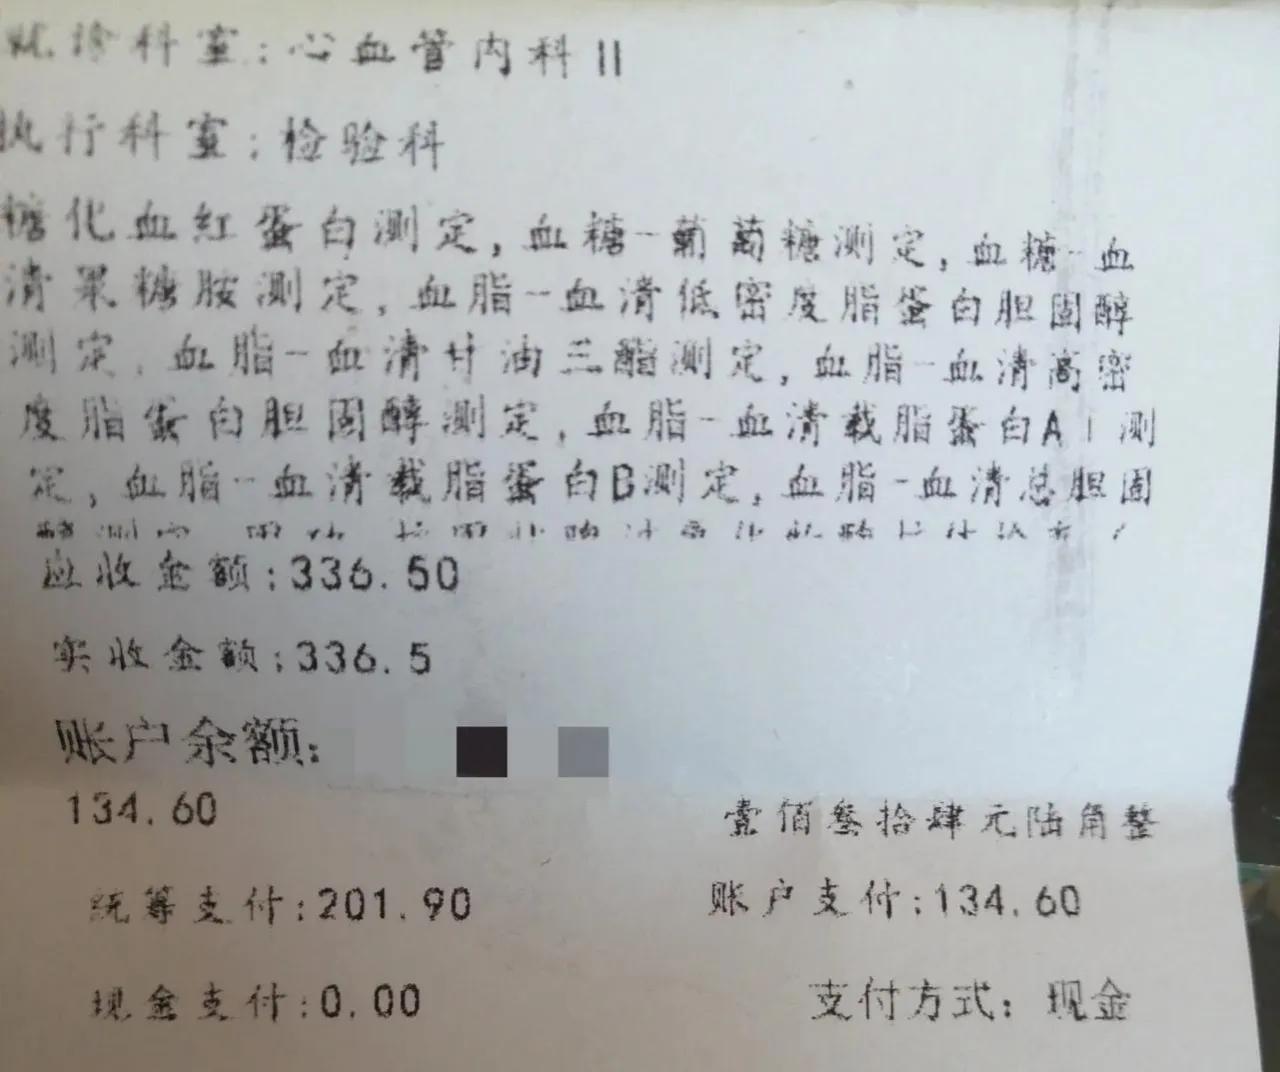 就诊科室:心血管内科II
执行科室:检验科
糖化血红蛋白测定,血糖-葡萄糖测定,血糖-血
清果糖胺测定,血脂-血清低密度脂蛋白胆固醇
测定,血脂-血清甘油三酯测定,血脂-血清高密
度脂蛋白胆固醇测定,血脂-血清载脂蛋白A1测
定,血脂-血清载脂蛋白B测定,血脂-血清总胆固
应收金额:336.50
实收金额:336.5
账户余额:
134.60 壹佰叁拾肆元陆角整
统筹支付:201.90 账户支付:134.60
现金支付:0.00 支付方式: 现金